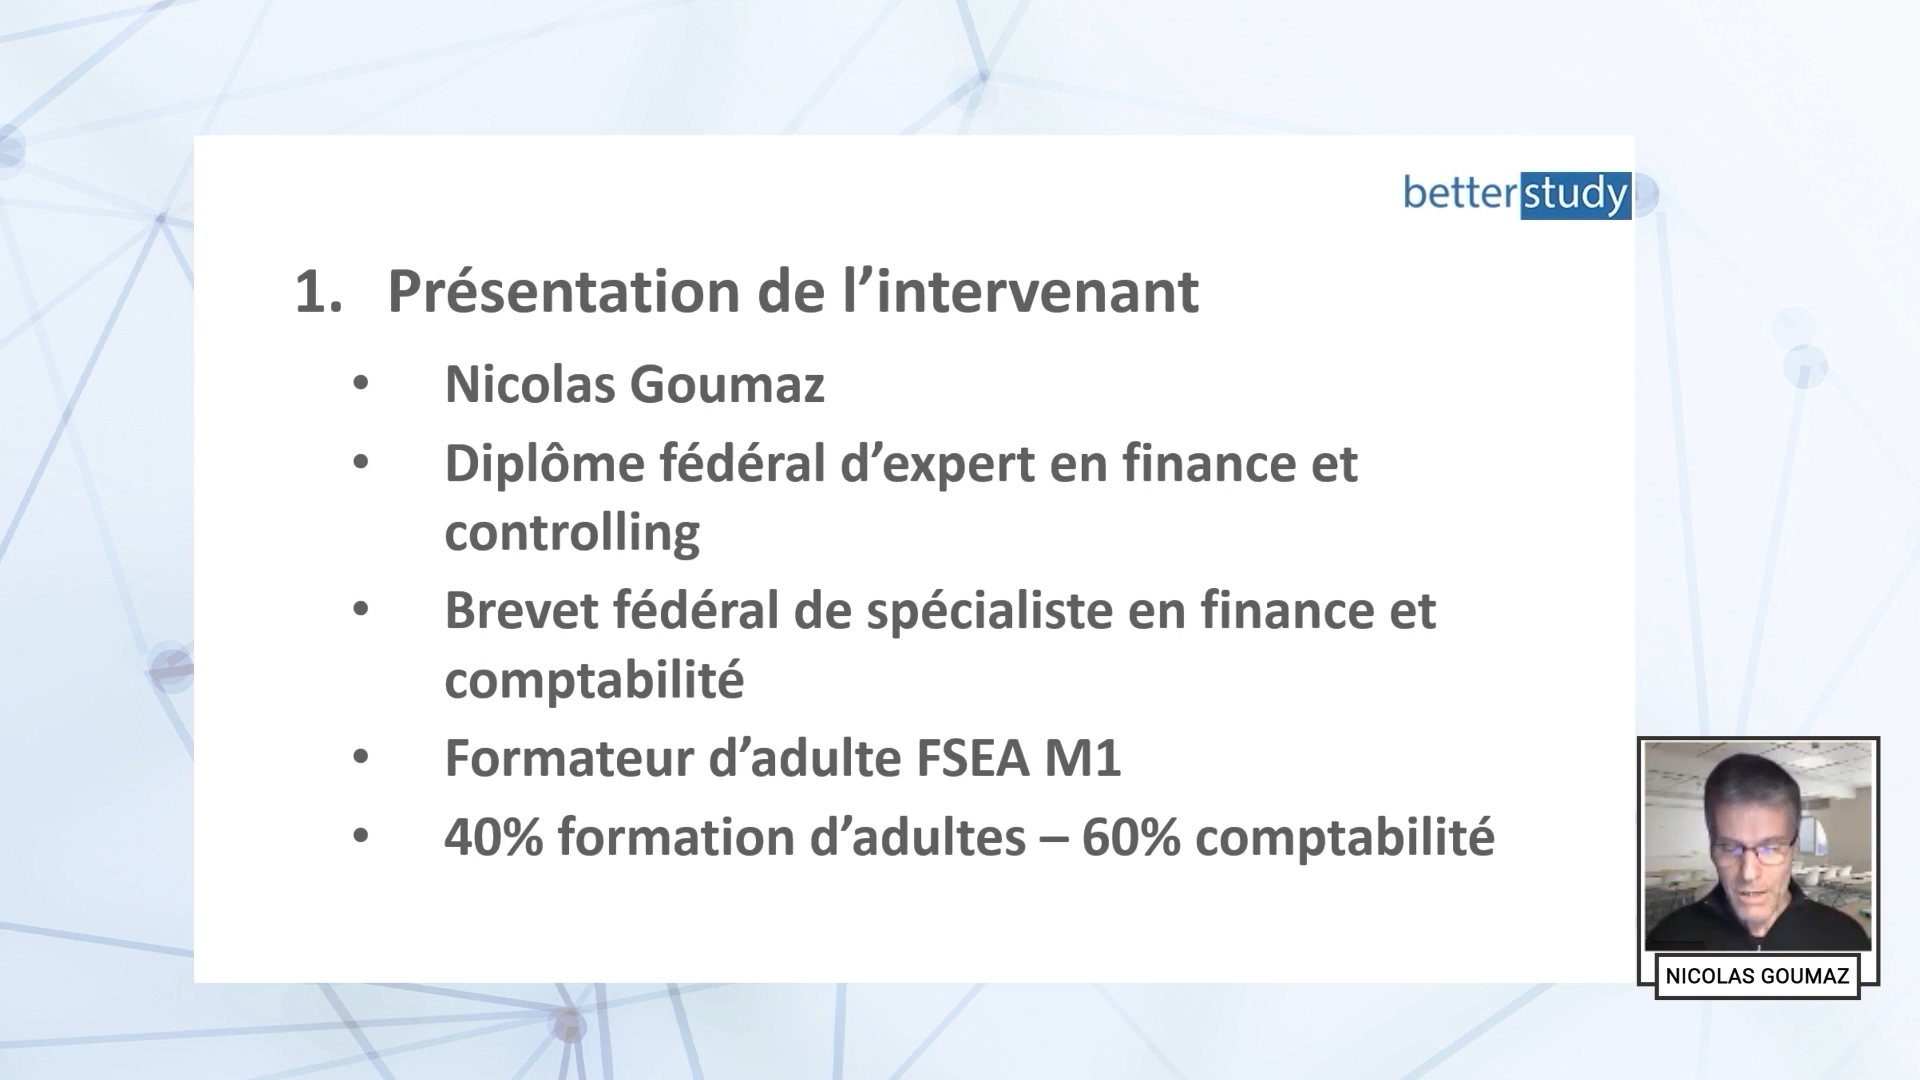 betterstudy
1. Présentation de l’intervenant
• Nicolas Goumaz
• Diplôme fédéral d’expert en finance et
controlling
• Brevet fédéral de spécialiste en finance et
comptabilité
• Formateur d’adulte FSEA M1
• 40% formation d’adultes – 60% comptabilité
NICOLAS GOUMAZ